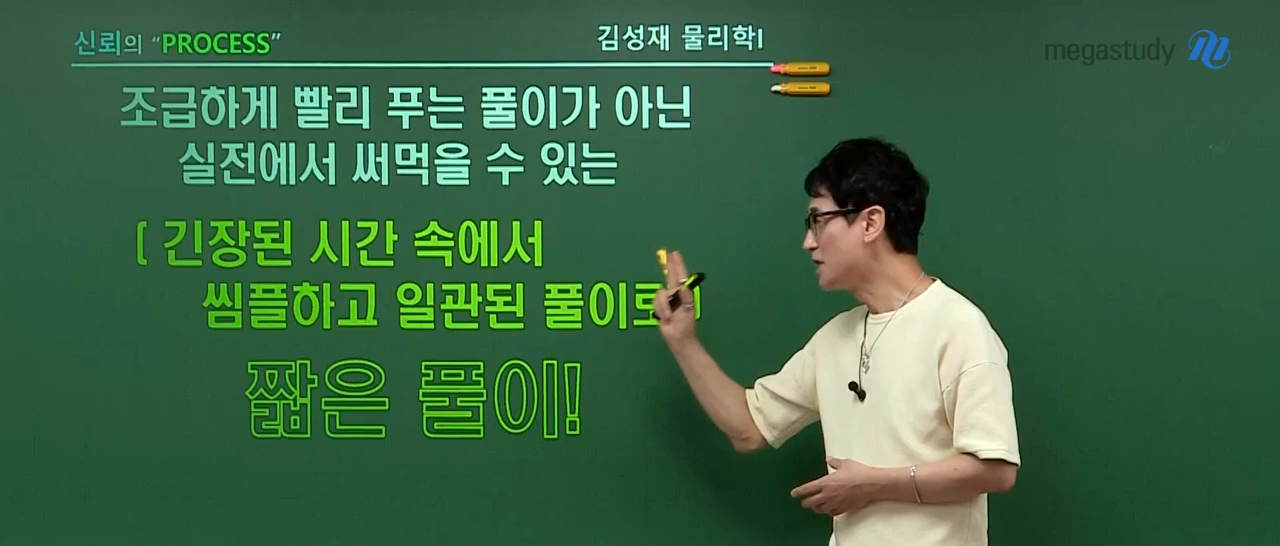 신뢰의 “PROCESS”
김성재 물리학I
megastudy
조급하게 빨리 푸는 풀이가 아닌
실전에서 써먹을 수 있는
( 긴장된 시간 속에서
씸플하고 일관된 풀이로 )
짧은 풀이!